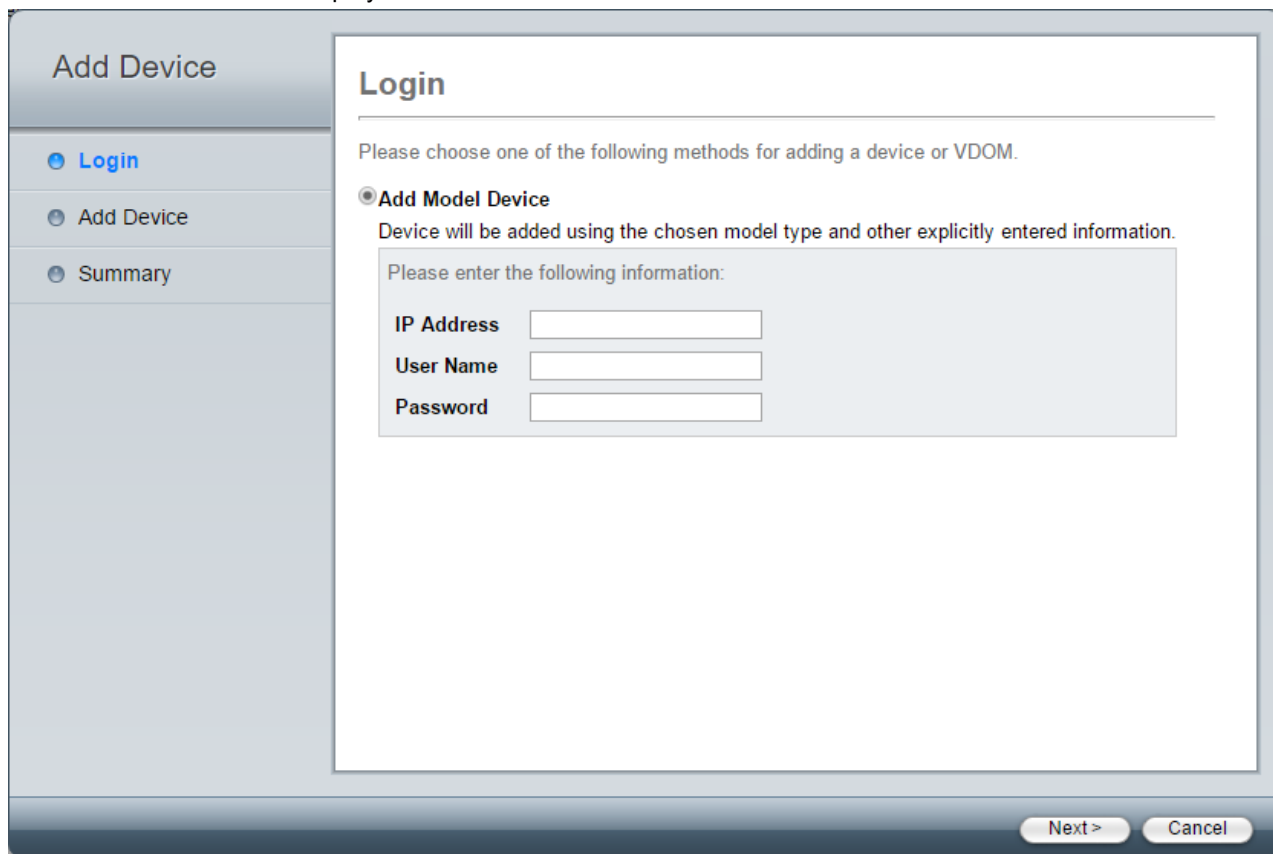 Add Device
Login
Add Device
Summary
Login
Please choose one of the following methods for adding a device or VDOM.
Add Model Device
Device will be added using the chosen model type and other explicitly entered information.
Please enter the following information:
IP Address
User Name
Password
Next >
Cancel